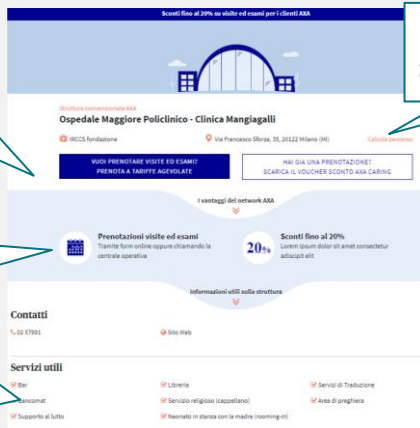 Sconti fino al 20% su visite ed esami per i clienti AXA
Strutture convenzionate AXA
Ospedale Maggiore Policlinico - Clinica Mangiagalli
IRCCS fondazione
Via Francesco Sforza, 35, 20122 Milano (MI)
Calcola percorso
VUOI PRENOTARE VISITE ED ESAMI?
PRENOTA A TARIFFE AGEVOLATE
HAI GIA UNA PRENOTAZIONE?
SCARICA IL VOUCHER SCONTO AXA CARING
I vantaggi del network AXA
Prenotazioni visite ed esami
Tramite form online oppure chiamando la
centrale operativa
20%
Sconti fino al 20%
Lorem ipsum dolor sit amet consectetur
adiscipit elit
Informazioni utili sulla struttura
Contatti
02 57991
Sito Web
Servizi utili
Bar
Libreria
Servizi di Traduzione
Bancomat
Servizio religioso (cappellano)
Area di preghiera
Supporto al lutto
Neonato in stanza con la madre (rooming-in)